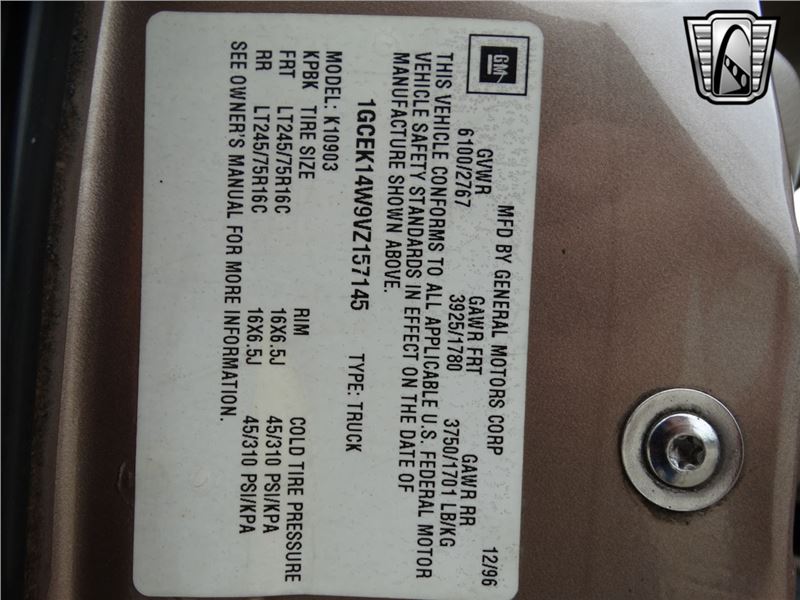 GM
MFD BY GENERAL MOTORS CORP 12/96
GVWR GAWR FRT GAWR RR
6100/2767 3925/1780 3750/1701 LB/KG
THIS VEHICLE CONFORMS TO ALL APPLICABLE U.S. FEDERAL MOTOR
VEHICLE SAFETY STANDARDS IN EFFECT ON THE DATE OF
MANUFACTURE SHOWN ABOVE.
1GCEK14W9VZ157145 TYPE: TRUCK
MODEL: K10903
KPBK TIRE SIZE RIM COLD TIRE PRESSURE
FRT LT245/75R16C 16X6.5J 45/310 PSI/KPA
RR LT245/75R16C 16X6.5J 45/310 PSI/KPA
SEE OWNER'S MANUAL FOR MORE INFORMATION.